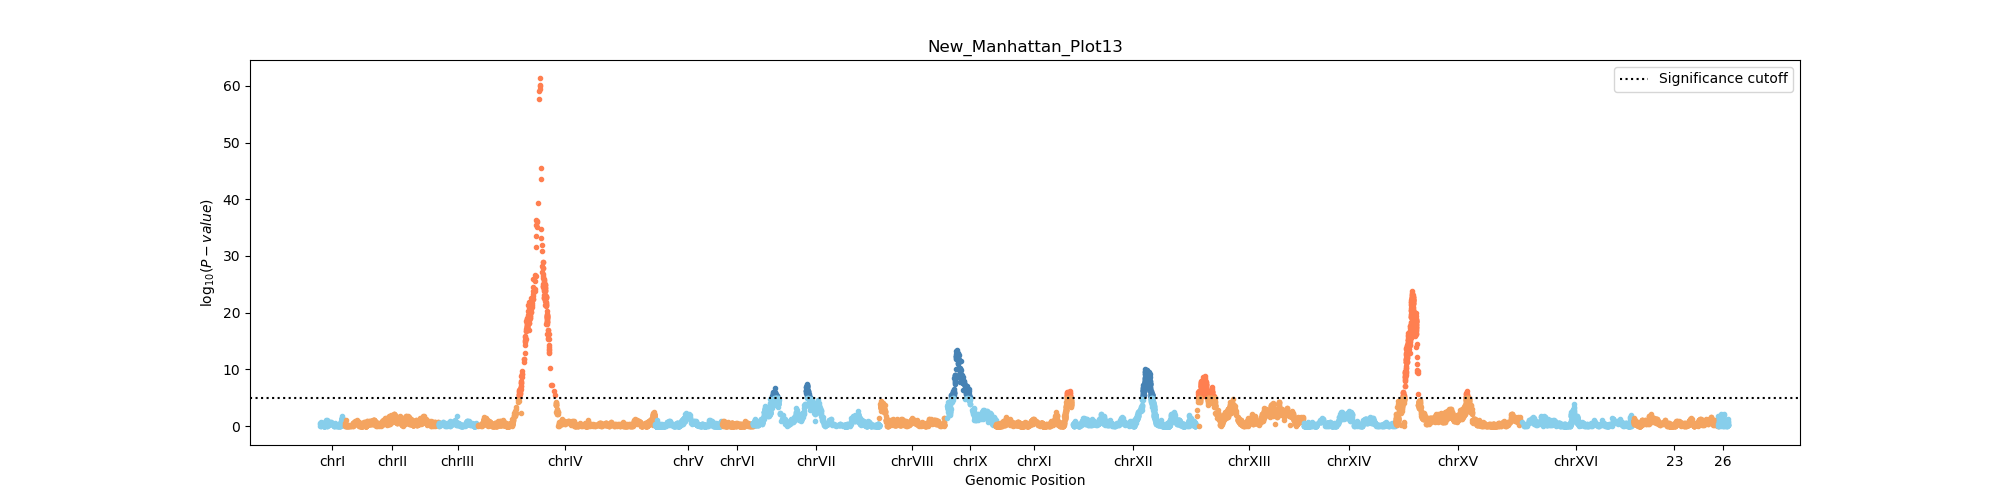 New_Manhattan_Plot13
Significance cutoff
60
50
40
30
20
10
0
log₁₀(P − value)
chrI chrII chrIII chrIV chrV chrVI chrVII chrVIII chrIX chrXI chrXII chrXIII chrXIV chrXV chrXVI 23 26
Genomic Position